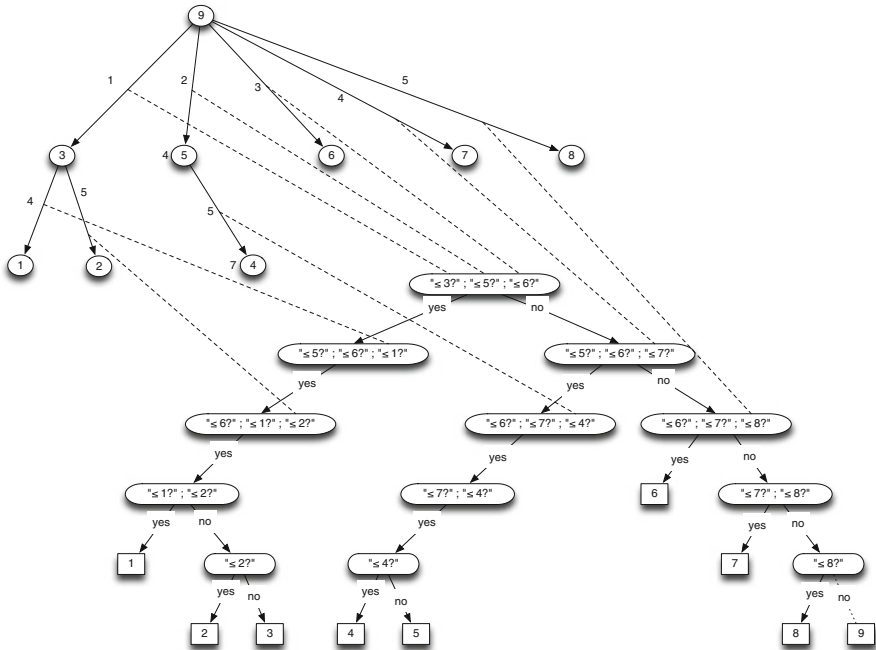 9
1
2
3
4
5
3
4 5
6
7
8
4
5
5
1
2
7 4
"≤ 3?" ; "≤ 5?" ; "≤ 6?"
yes
no
"≤ 5?" ; "≤ 6?" ; "≤ 1?"
"≤ 5?" ; "≤ 6?" ; "≤ 7?"
yes
yes
no
"≤ 6?" ; "≤ 1?" ; "≤ 2?"
"≤ 6?" ; "≤ 7?" ; "≤ 4?"
"≤ 6?" ; "≤ 7?" ; "≤ 8?"
yes
yes
yes
no
"≤ 1?" ; "≤ 2?"
"≤ 7?" ; "≤ 4?"
6
"≤ 7?" ; "≤ 8?"
yes
no
yes
yes
no
1
"≤ 2?"
"≤ 4?"
7
"≤ 8?"
yes
no
yes
no
yes
no
2
3
4
5
8
9